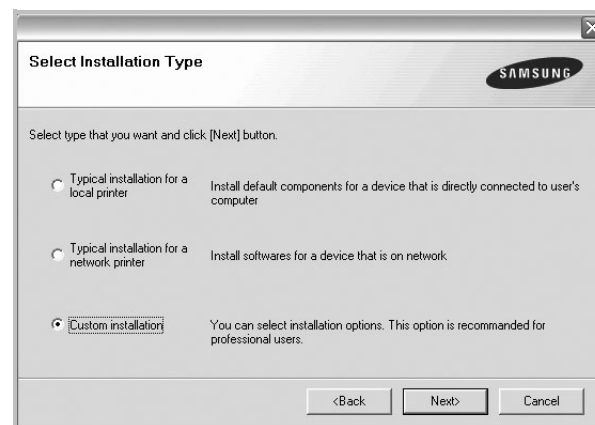 Select Installation Type
SAMSUNG
Select type that you want and click [Next] button.
Typical installation for a
local printer
Install default components for a device that is directly connected to user's
computer
Typical installation for a
network printer
Install softwares for a device that is on network
Custom installation
You can select installation options. This option is recommanded for
professional users.
<Back
Next>
Cancel